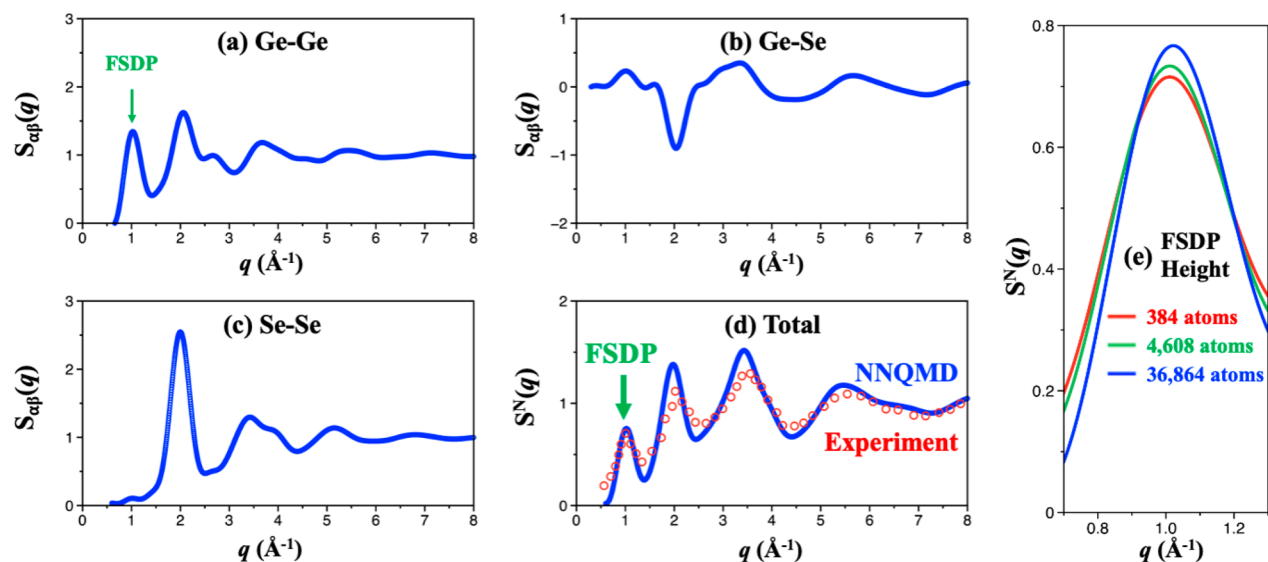 (a) Ge-Ge
FSDP
S_αβ(q)
3
2
1
0
0 1 2 3 4 5 6 7 8
q (Å⁻¹)
(b) Ge-Se
S_αβ(q)
1
0
−1
−2
0 1 2 3 4 5 6 7 8
q (Å⁻¹)
(c) Se-Se
S_αβ(q)
3
2
1
0
0 1 2 3 4 5 6 7 8
q (Å⁻¹)
(d) Total
FSDP
NNQMD
Experiment
S^N(q)
2
1
0
0 1 2 3 4 5 6 7 8
q (Å⁻¹)
(e) FSDP
Height
384 atoms
4,608 atoms
36,864 atoms
S^N(q)
0.8
0.6
0.4
0.2
0
0.8 1.0 1.2
q (Å⁻¹)